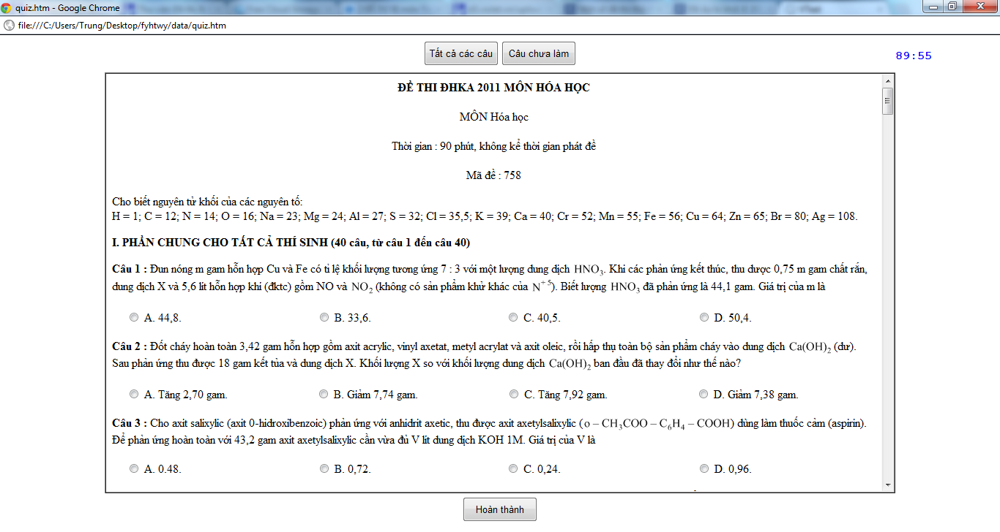 quiz.htm - Google Chrome
file:///C:/Users/Trung/Desktop/fyhtwy/data/quiz.htm
Tất cả các câu Câu chưa làm 89:55
ĐỀ THI ĐHKA 2011 MÔN HÓA HỌC
MÔN Hóa học
Thời gian : 90 phút, không kể thời gian phát đề
Mã đề : 758
Cho biết nguyên tử khối của các nguyên tố:
H = 1; C = 12; N = 14; O = 16; Na = 23; Mg = 24; Al = 27; S = 32; Cl = 35,5; K = 39; Ca = 40; Cr = 52; Mn = 55; Fe = 56; Cu = 64; Zn = 65; Br = 80; Ag = 108.
I. PHẦN CHUNG CHO TẤT CẢ THÍ SINH (40 câu, từ câu 1 đến câu 40)
Câu 1 : Đun nóng m gam hỗn hợp Cu và Fe có tỉ lệ khối lượng tương ứng 7 : 3 với một lượng dung dịch HNO₃. Khi các phản ứng kết thúc, thu được 0,75 m gam chất rắn,
dung dịch X và 5,6 lít hỗn hợp khí (đktc) gồm NO và NO₂ (không có sản phẩm khử khác của N⁺⁵). Biết lượng HNO₃ đã phản ứng là 44,1 gam. Giá trị của m là
A. 44,8. B. 33,6. C. 40,5. D. 50,4.
Câu 2 : Đốt cháy hoàn toàn 3,42 gam hỗn hợp gồm axit acrylic, vinyl axetat, metyl acrylat và axit oleic, rồi hấp thụ toàn bộ sản phẩm cháy vào dung dịch Ca(OH)₂ (dư).
Sau phản ứng thu được 18 gam kết tủa và dung dịch X. Khối lượng X so với khối lượng dung dịch Ca(OH)₂ ban đầu đã thay đổi như thế nào?
A. Tăng 2,70 gam. B. Giảm 7,74 gam. C. Tăng 7,92 gam. D. Giảm 7,38 gam.
Câu 3 : Cho axit salixylic (axit 0-hidroxibenzoic) phản ứng với anhidrit axetic, thu được axit axetylsalixylic (o – CH₃COO – C₆H₄ – COOH) dùng làm thuốc cảm (aspirin).
Để phản ứng hoàn toàn với 43,2 gam axit axetylsalixylic cần vừa đủ V lít dung dịch KOH 1M. Giá trị của V là
A. 0.48. B. 0,72. C. 0,24. D. 0,96.
Hoàn thành